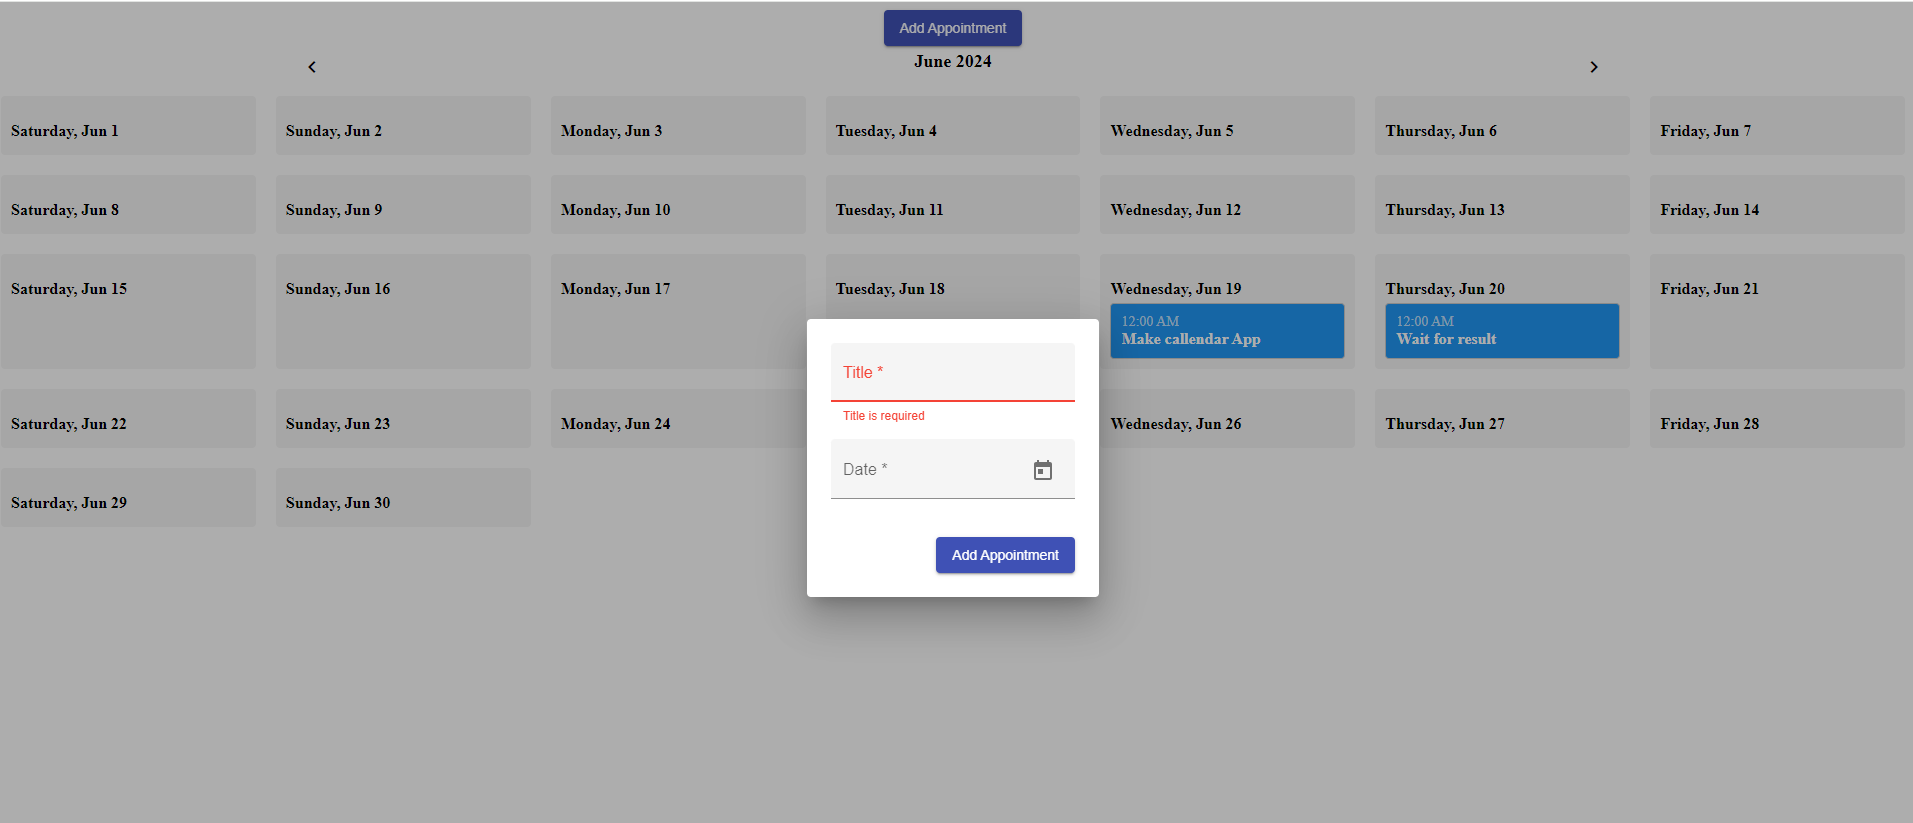 Add Appointment
June 2024
Saturday, Jun 1
Sunday, Jun 2
Monday, Jun 3
Tuesday, Jun 4
Wednesday, Jun 5
Thursday, Jun 6
Friday, Jun 7
Saturday, Jun 8
Sunday, Jun 9
Monday, Jun 10
Tuesday, Jun 11
Wednesday, Jun 12
Thursday, Jun 13
Friday, Jun 14
Saturday, Jun 15
Sunday, Jun 16
Monday, Jun 17
Tuesday, Jun 18
Wednesday, Jun 19
12:00 AM
Make callendar App
Thursday, Jun 20
12:00 AM
Wait for result
Friday, Jun 21
Saturday, Jun 22
Sunday, Jun 23
Monday, Jun 24
Wednesday, Jun 26
Thursday, Jun 27
Friday, Jun 28
Saturday, Jun 29
Sunday, Jun 30
Title *
Title is required
Date *
Add Appointment